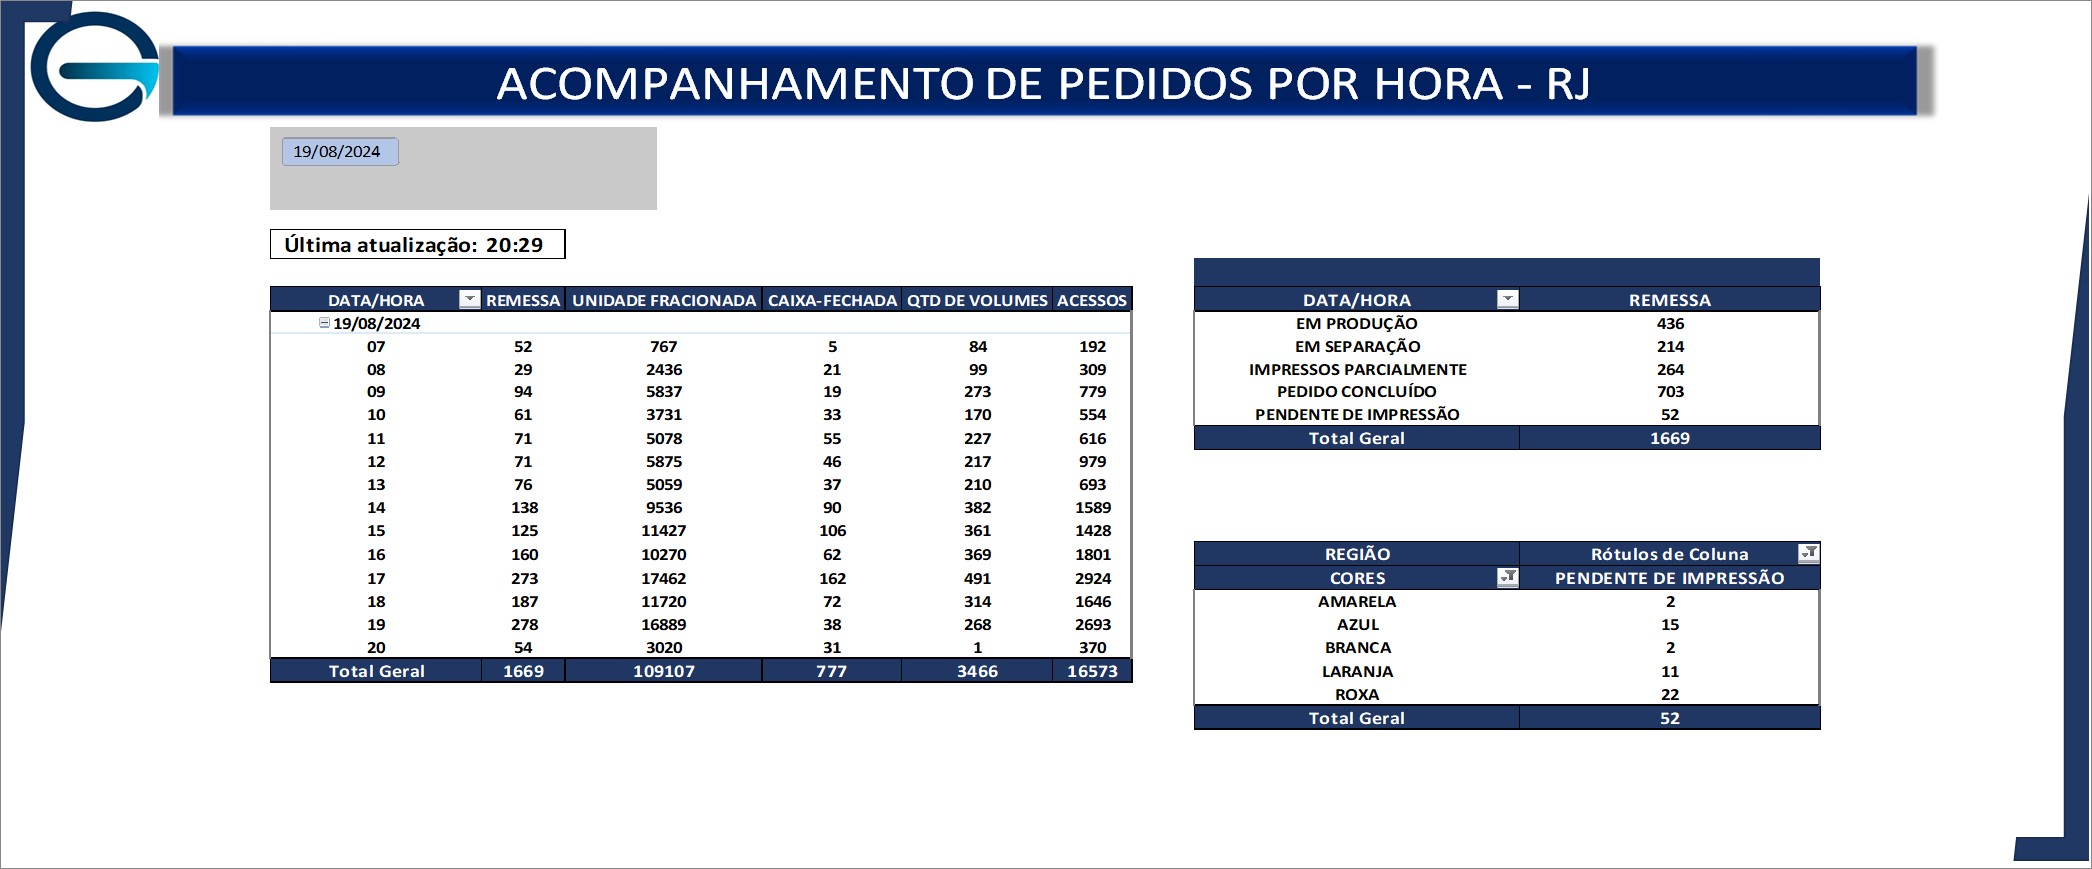 ACOMPANHAMENTO DE PEDIDOS POR HORA - RJ
19/08/2024
Última atualização: 20:29
DATA/HORA REMESSA UNIDADE FRACIONADA CAIXA-FECHADA QTD DE VOLUMES ACESSOS
19/08/2024
07 52 767 5 84 192
08 29 2436 21 99 309
09 94 5837 19 273 779
10 61 3731 33 170 554
11 71 5078 55 227 616
12 71 5875 46 217 979
13 76 5059 37 210 693
14 138 9536 90 382 1589
15 125 11427 106 361 1428
16 160 10270 62 369 1801
17 273 17462 162 491 2924
18 187 11720 72 314 1646
19 278 16889 38 268 2693
20 54 3020 31 1 370
Total Geral 1669 109107 777 3466 16573
DATA/HORA REMESSA
EM PRODUÇÃO 436
EM SEPARAÇÃO 214
IMPRESSOS PARCIALMENTE 264
PEDIDO CONCLUÍDO 703
PENDENTE DE IMPRESSÃO 52
Total Geral 1669
REGIÃO Rótulos de Coluna
CORES PENDENTE DE IMPRESSÃO
AMARELA 2
AZUL 15
BRANCA 2
LARANJA 11
ROXA 22
Total Geral 52